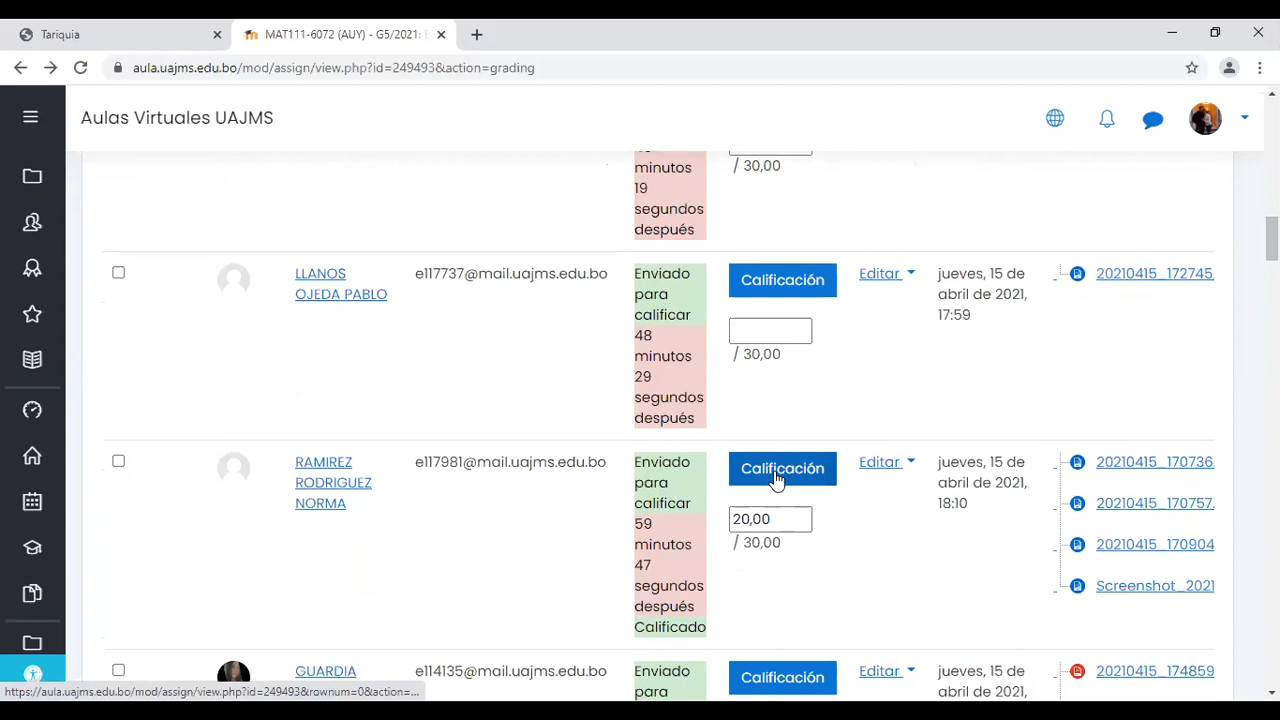 Tariquia
MAT111-6072 (AUY) - G5/2021:
aula.uajms.edu.bo/mod/assign/view.php?id=249493&action=grading
Aulas Virtuales UAJMS
minutos
19
segundos
después
/ 30,00
LLANOS
OJEDA PABLO
e117737@mail.uajms.edu.bo
Enviado
para
calificar
48
minutos
29
segundos
después
Calificación
/ 30,00
Editar
jueves, 15 de
abril de 2021,
17:59
20210415_172745.
RAMIREZ
RODRIGUEZ
NORMA
e117981@mail.uajms.edu.bo
Enviado
para
calificar
59
minutos
47
segundos
después
Calificado
Calificación
20,00
/ 30,00
Editar
jueves, 15 de
abril de 2021,
18:10
20210415_170736.
20210415_170757.
20210415_170904
Screenshot_2021
GUARDIA
e114135@mail.uajms.edu.bo
Enviado
para
Calificación
Editar
jueves, 15 de
abril de 2021,
20210415_174859
https://aula.uajms.edu.bo/mod/assign/view.php?id=249493&rownum=0&action=...